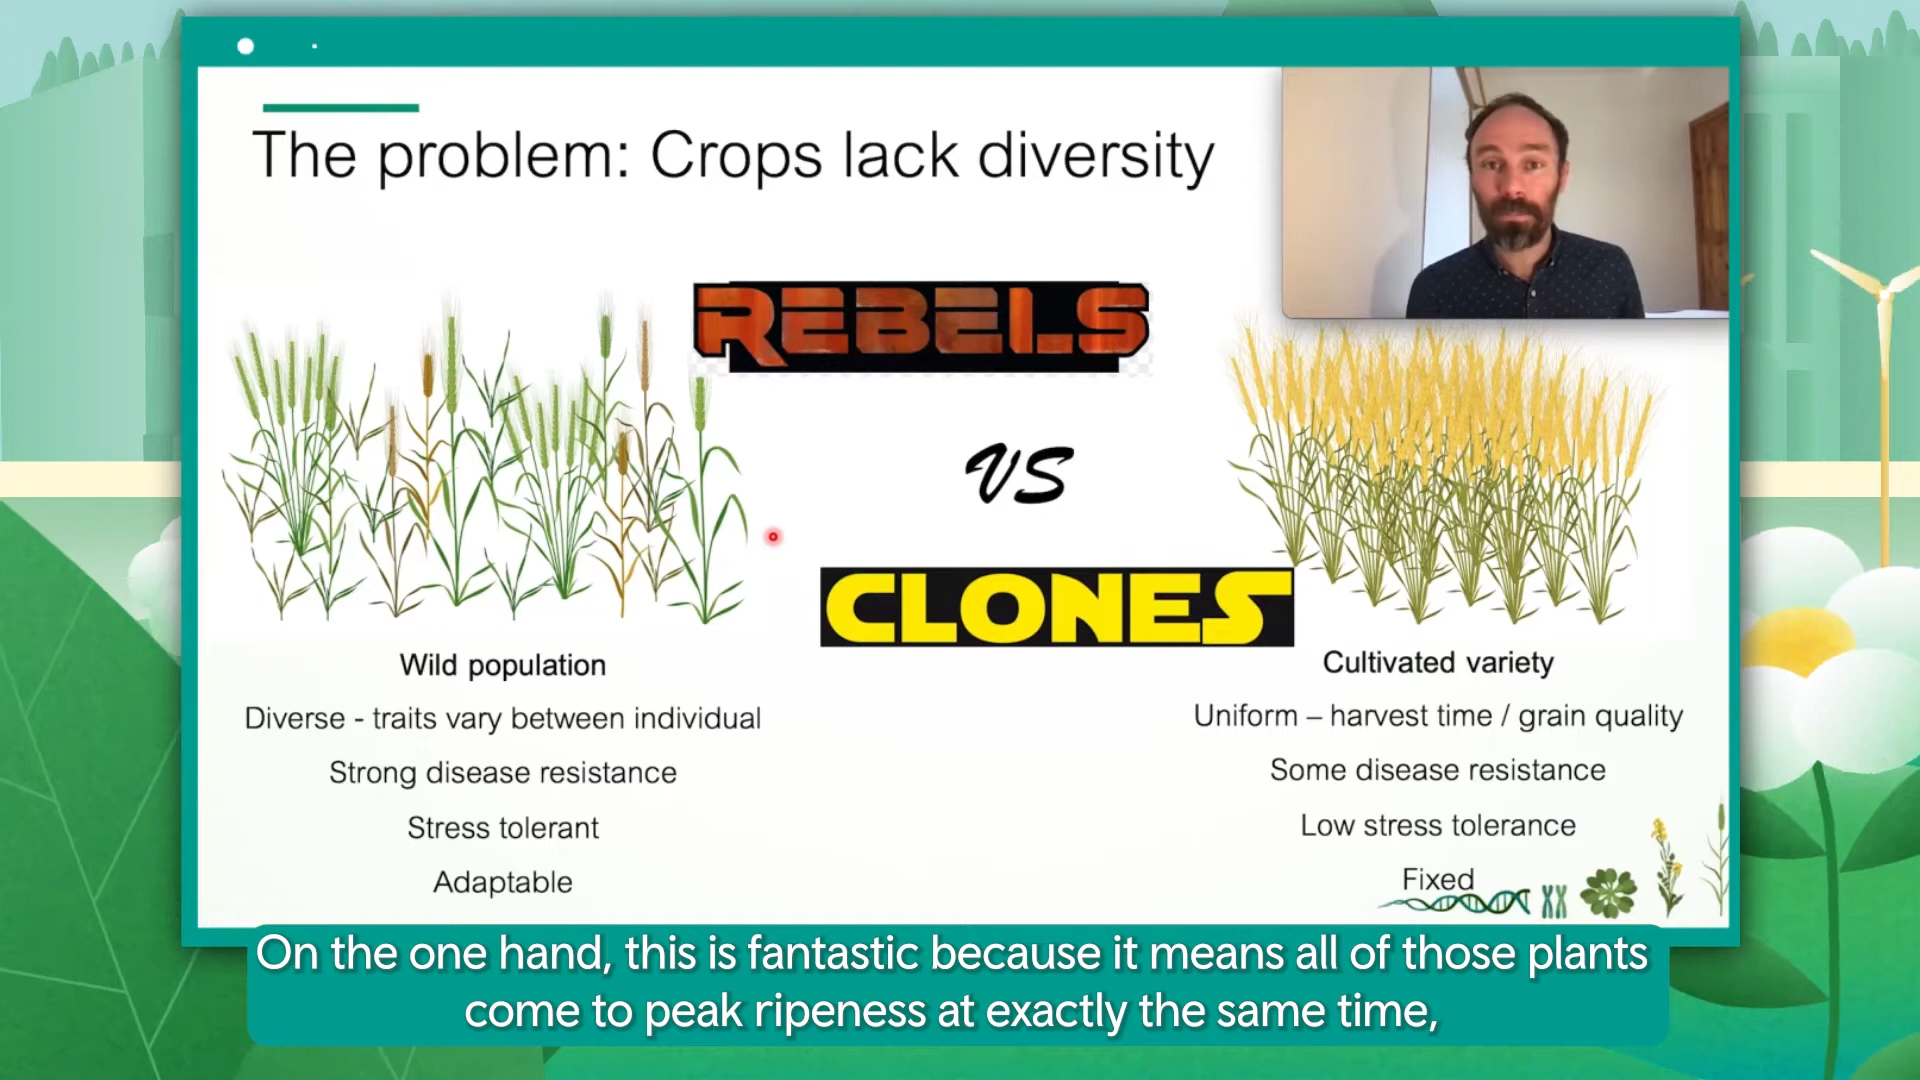 The problem: Crops lack diversity
REBELS
vs
CLONES
Wild population
Diverse - traits vary between individual
Strong disease resistance
Stress tolerant
Adaptable
Cultivated variety
Uniform – harvest time / grain quality
Some disease resistance
Low stress tolerance
Fixed
On the one hand, this is fantastic because it means all of those plants
come to peak ripeness at exactly the same time,